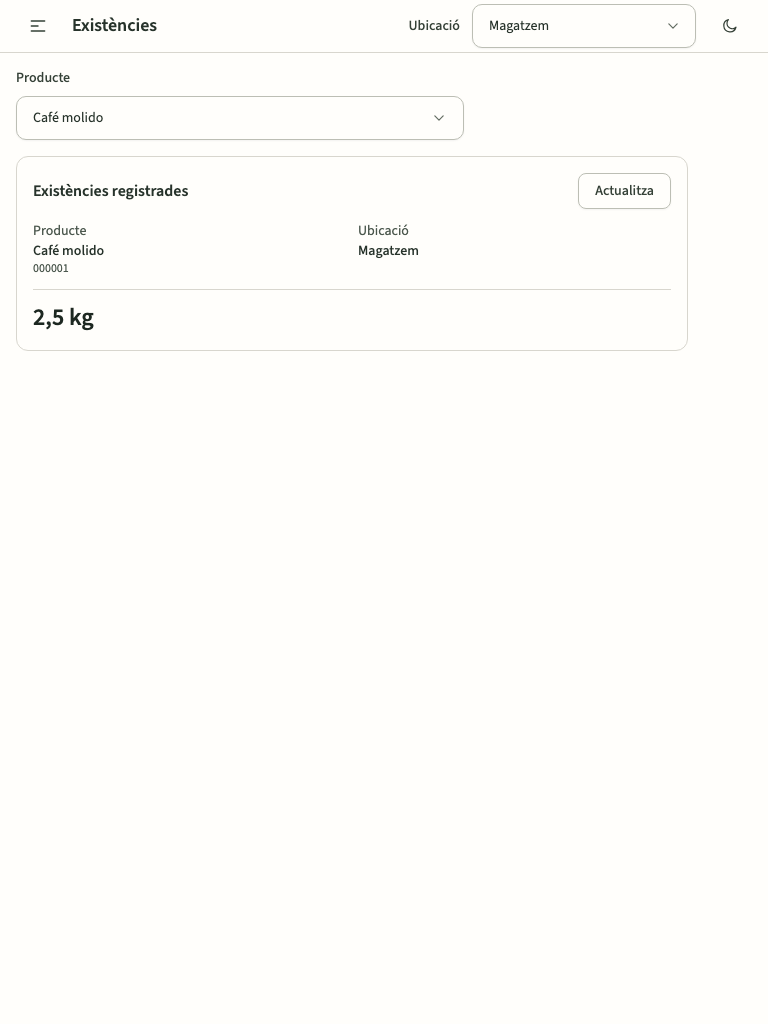 Existències
Ubicació
Magatzem
Producte
Café molido
Existències registrades
Actualitza
Producte
Café molido
000001
Ubicació
Magatzem
2,5 kg